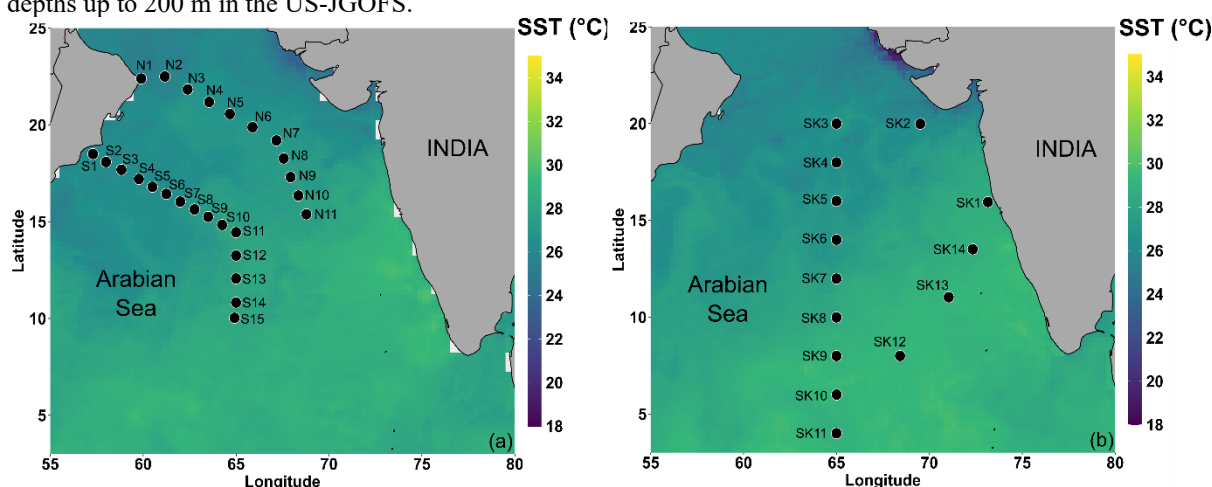 depths up to 200 m in the US-JGOFS.
SST (°C)
25
20
15
10
5
Latitude
55
60
65
70
75
80
Longitude
N1
N2
N3
N4
N5
N6
N7
N8
N9
N10
N11
S1
S2
S3
S4
S5
S6
S7
S8
S9
S10
S11
S12
S13
S14
S15
INDIA
Arabian
Sea
(a)
34
32
30
28
26
24
22
20
18
SST (°C)
25
20
15
10
5
Latitude
55
60
65
70
75
80
Longitude
SK3
SK2
SK4
SK5
SK1
SK6
SK14
SK7
SK13
SK8
SK12
SK9
SK10
SK11
INDIA
Arabian
Sea
(b)
34
32
30
28
26
24
22
20
18